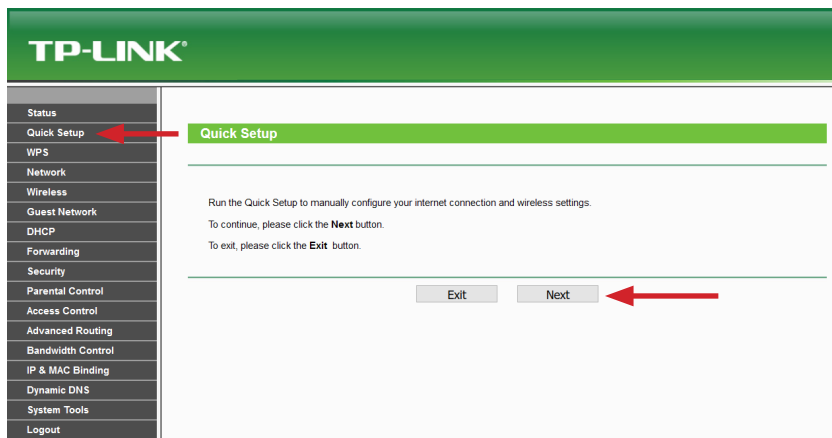 TP-LINK®
Status
Quick Setup
WPS
Network
Wireless
Guest Network
DHCP
Forwarding
Security
Parental Control
Access Control
Advanced Routing
Bandwidth Control
IP & MAC Binding
Dynamic DNS
System Tools
Logout
Quick Setup
Run the Quick Setup to manually configure your internet connection and wireless settings.
To continue, please click the Next button.
To exit, please click the Exit button.
Exit Next